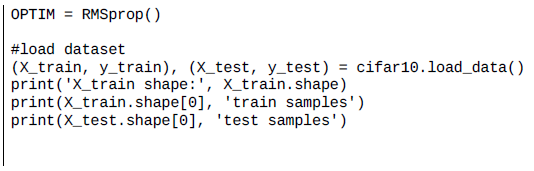 OPTIM = RMSprop()
#load dataset
(X_train, y_train), (X_test, y_test) = cifar10.load_data()
print('X_train shape:', X_train.shape)
print(X_train.shape[0], 'train samples')
print(X_test.shape[0], 'test samples')